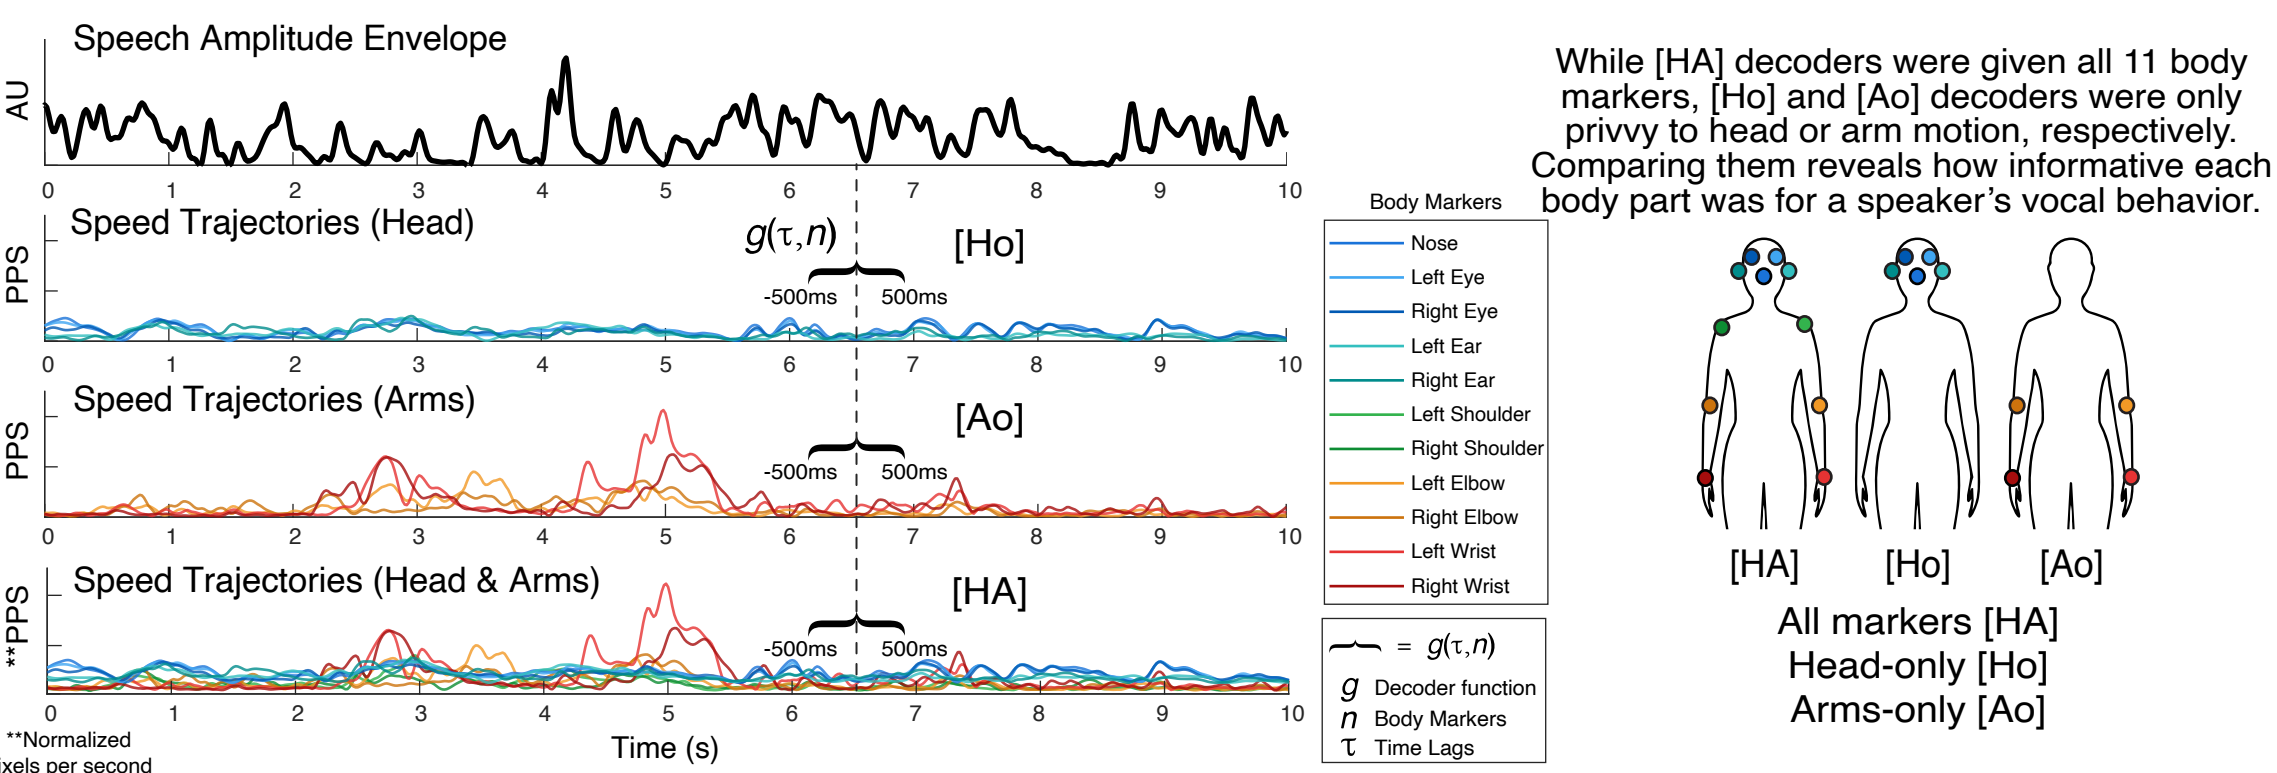 Speech Amplitude Envelope
AU
0 1 2 3 4 5 6 7 8 9 10
Speed Trajectories (Head)
g(τ,n)
[Ho]
PPS
-500ms 500ms
0 1 2 3 4 5 6 7 8 9 10
Speed Trajectories (Arms)
[Ao]
PPS
-500ms 500ms
0 1 2 3 4 5 6 7 8 9 10
Speed Trajectories (Head & Arms)
[HA]
**PPS
-500ms 500ms
0 1 2 3 4 5 6 7 8 9 10
Time (s)
**Normalized
ixels per second
Body Markers
Nose
Left Eye
Right Eye
Left Ear
Right Ear
Left Shoulder
Right Shoulder
Left Elbow
Right Elbow
Left Wrist
Right Wrist
= g(τ,n)
g Decoder function
n Body Markers
τ Time Lags
While [HA] decoders were given all 11 body
markers, [Ho] and [Ao] decoders were only
privvy to head or arm motion, respectively.
Comparing them reveals how informative each
body part was for a speaker’s vocal behavior.
[HA] [Ho] [Ao]
All markers [HA]
Head-only [Ho]
Arms-only [Ao]